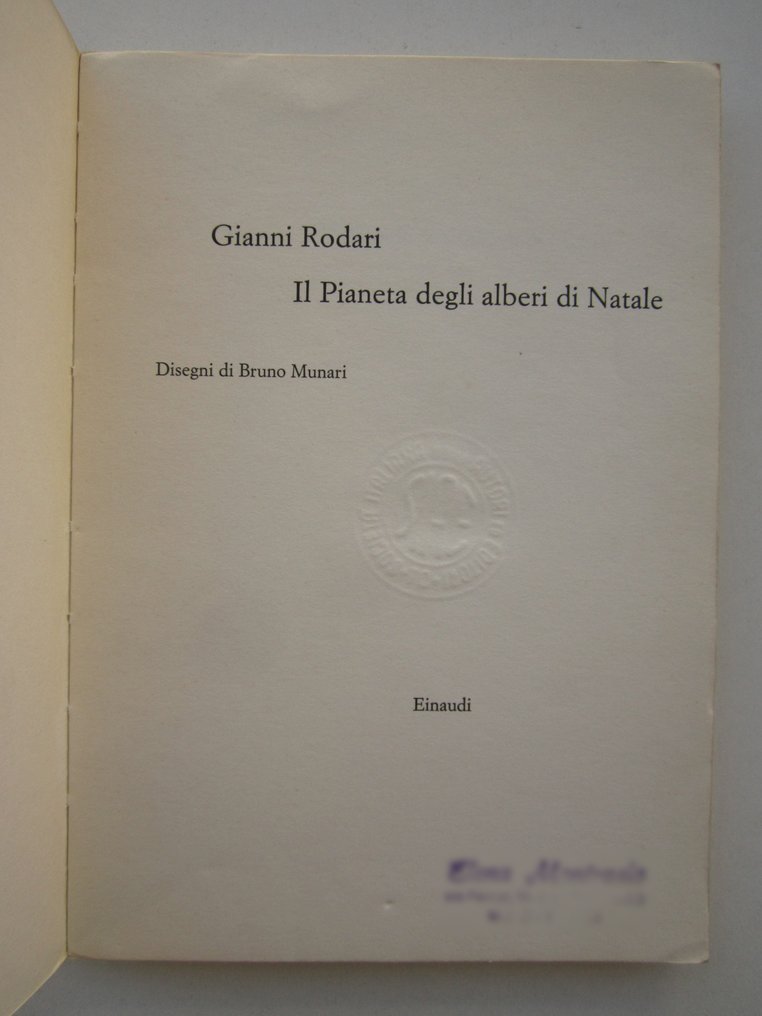 Gianni Rodari
Il Pianeta degli alberi di Natale
Disegni di Bruno Munari
Einaudi